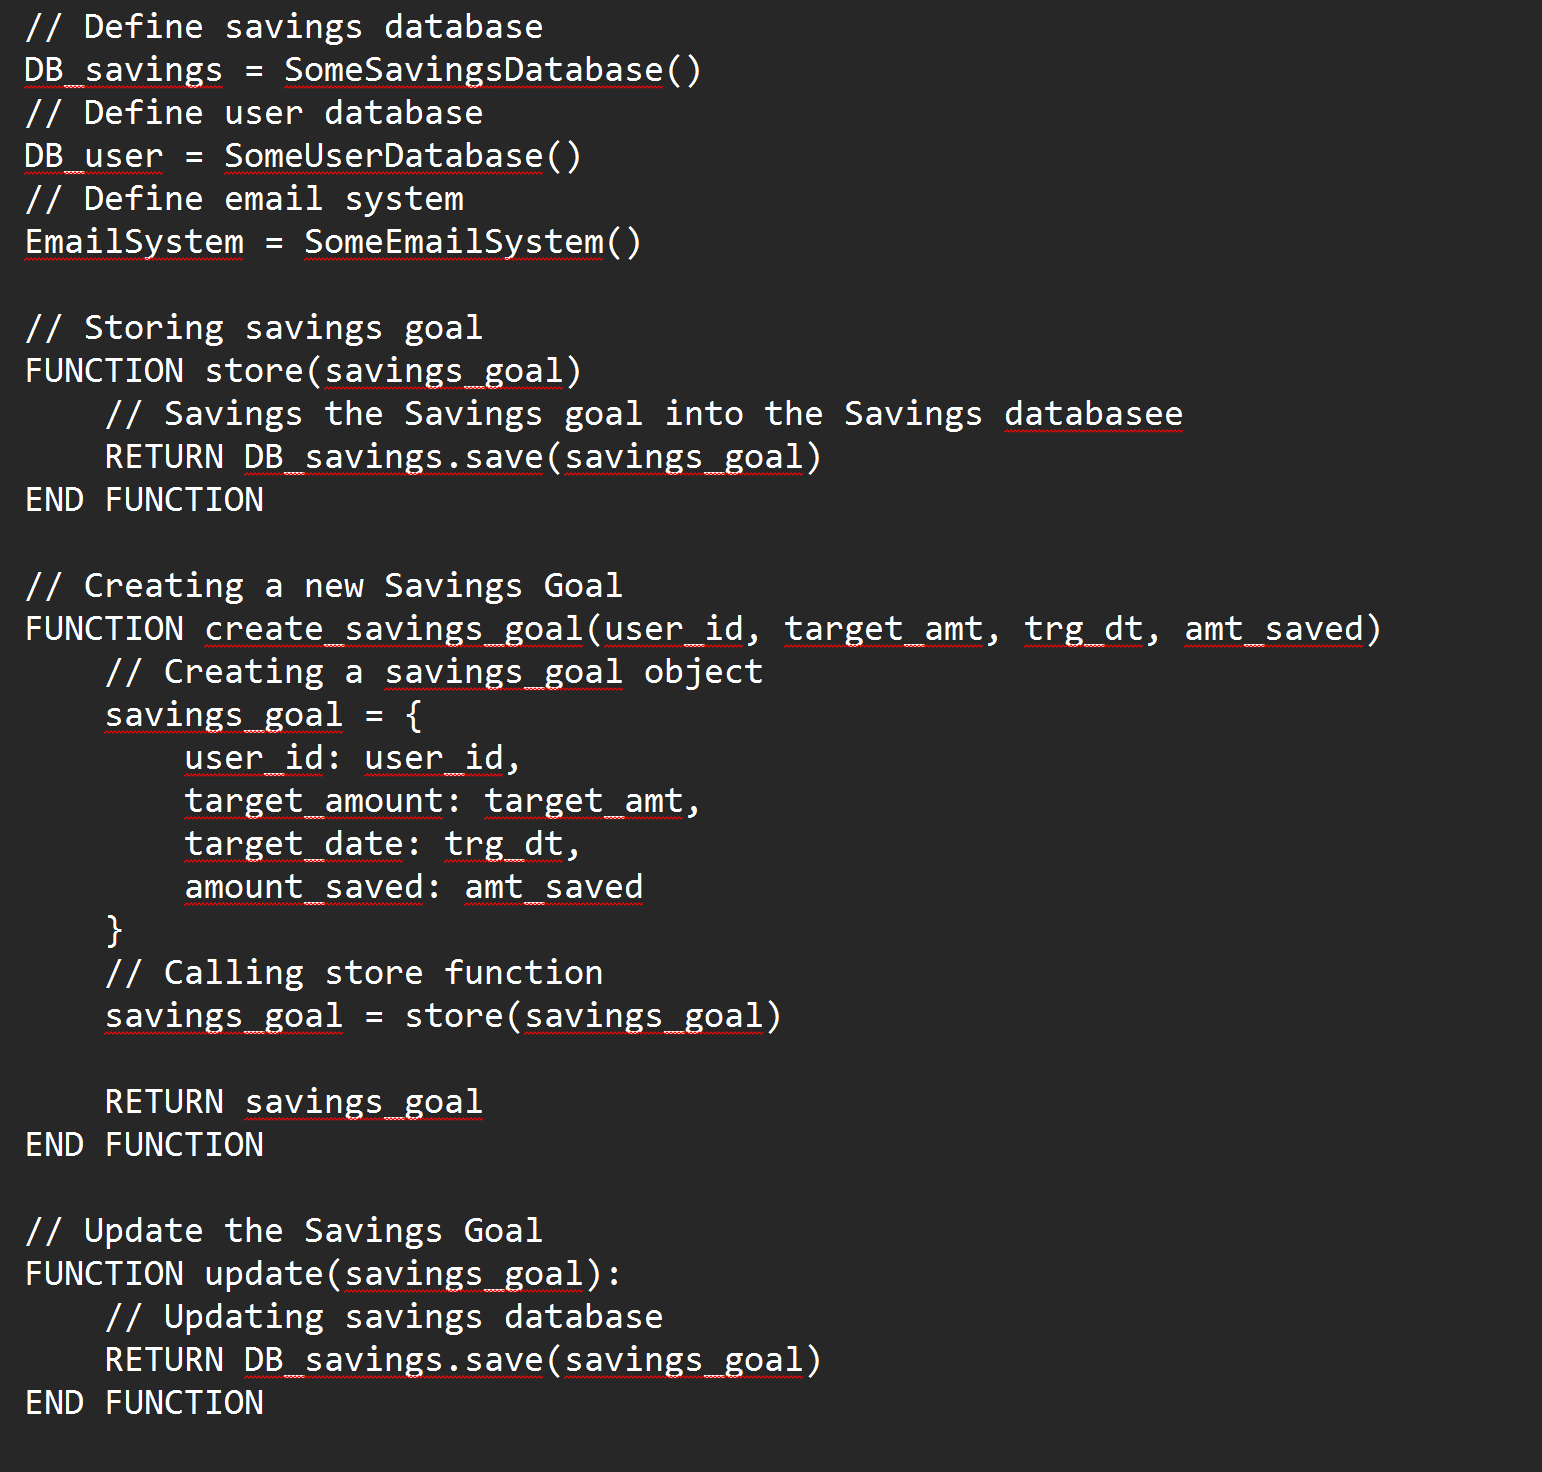 // Define savings database
DB_savings = SomeSavingsDatabase()
// Define user database
DB_user = SomeUserDatabase()
// Define email system
EmailSystem = SomeEmailSystem()

// Storing savings goal
FUNCTION store(savings_goal)
    // Savings the Savings goal into the Savings databasee
    RETURN DB_savings.save(savings_goal)
END FUNCTION

// Creating a new Savings Goal
FUNCTION create_savings_goal(user_id, target_amt, trg_dt, amt_saved)
    // Creating a savings_goal object
    savings_goal = {
        user_id: user_id,
        target_amount: target_amt,
        target_date: trg_dt,
        amount_saved: amt_saved
    }
    // Calling store function
    savings_goal = store(savings_goal)

    RETURN savings_goal
END FUNCTION

// Update the Savings Goal
FUNCTION update(savings_goal):
    // Updating savings database
    RETURN DB_savings.save(savings_goal)
END FUNCTION